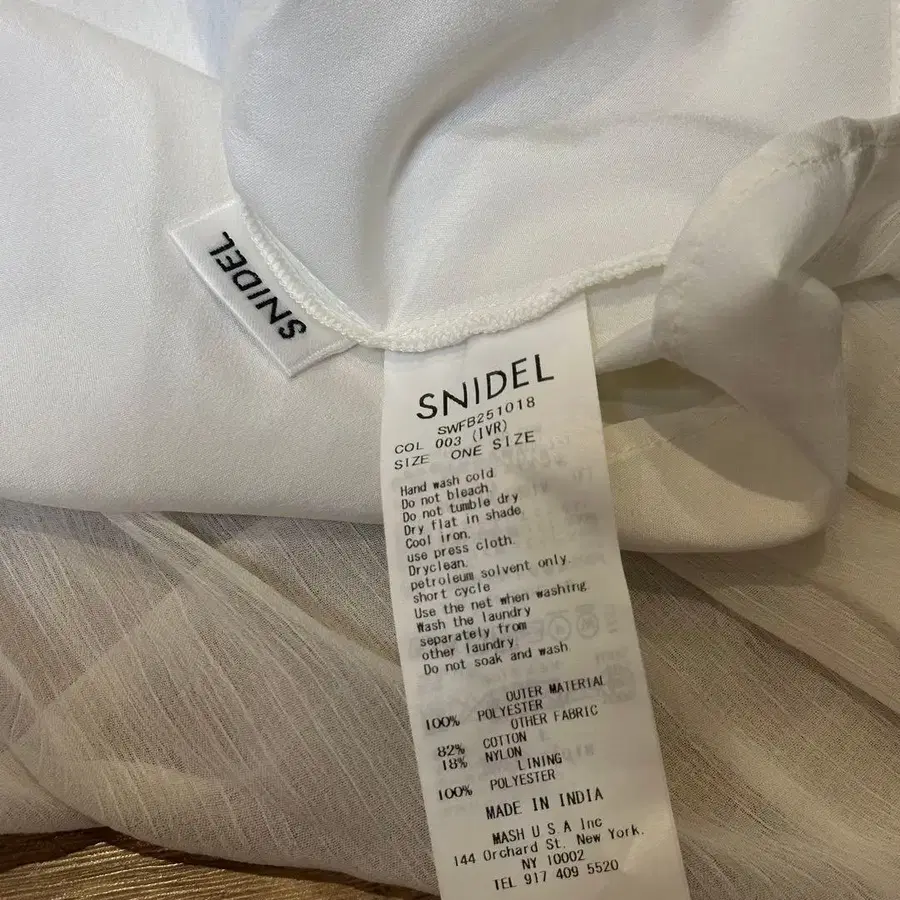 SNIDEL
SNIDEL
SWFB251018
COL 003 (IVR)
SIZE ONE SIZE
Hand wash cold.
Do not bleach.
Do not tumble dry
Dry flat in shade.
Cool iron.
use press cloth.
Dryclean.
petroleum solvent only.
short cycle
Use the net when washing.
Wash the laundry
separately from
other laundry.
Do not soak and wash.
OUTER MATERIAL
100% POLYESTER
OTHER FABRIC
82% COTTON
18% NYLON
LINING
100% POLYESTER
MADE IN INDIA
MASH U S A Inc
144 Orchard St. New York.
NY 10002
TEL 917 409 5520